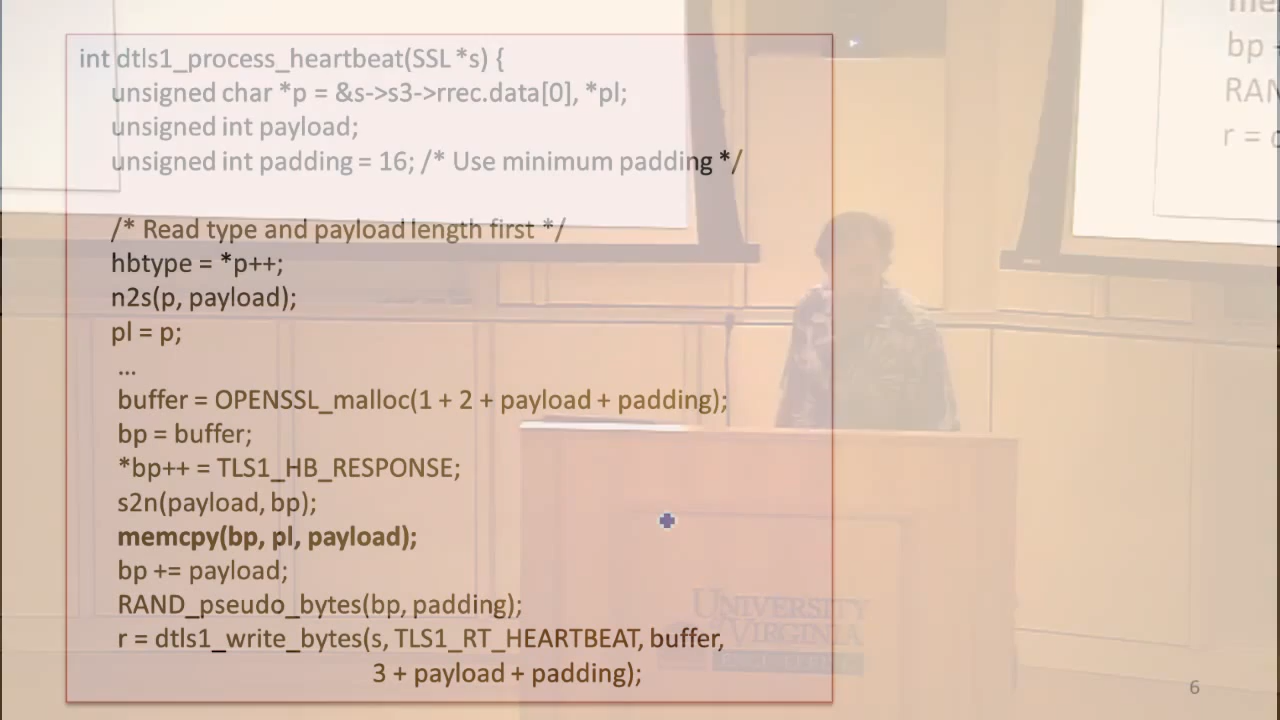 int dtls1_process_heartbeat(SSL *s) {
unsigned char *p = &s->s3->rrec.data[0], *pl;
unsigned int payload;
unsigned int padding = 16; /* Use minimum padding */
/* Read type and payload length first */
hbtype = *p++;
n2s(p, payload);
pl = p;
...
buffer = OPENSSL_malloc(1 + 2 + payload + padding);
bp = buffer;
*bp++ = TLS1_HB_RESPONSE;
s2n(payload, bp);
memcpy(bp, pl, payload);
bp += payload;
RAND_pseudo_bytes(bp, padding);
r = dtls1_write_bytes(s, TLS1_RT_HEARTBEAT, buffer,
3 + payload + padding);
bp =
RAN
r =
UNIVERSITY
of VIRGINIA
6